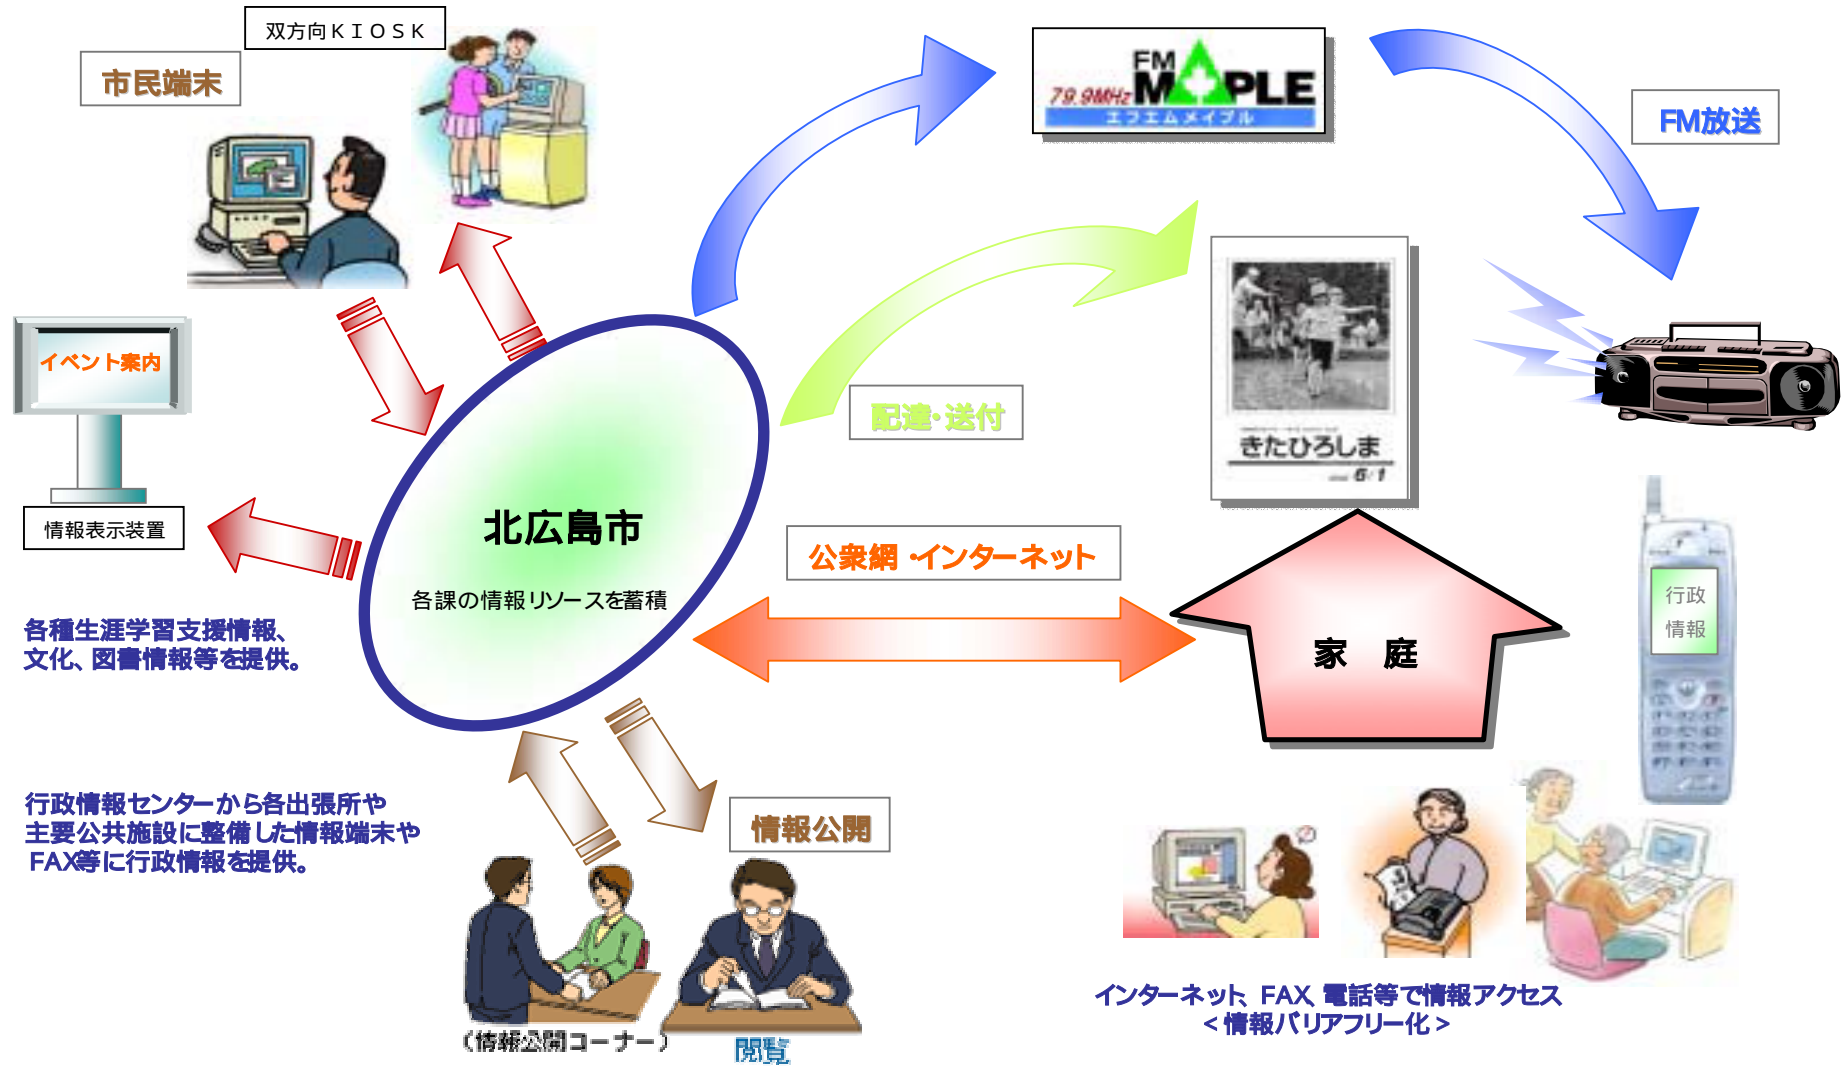 双方向ＫＩＯＳＫ
市民端末
FM
MAPLE
79.9MHz
エフエムメイプル
FM放送
イベント案内
情報表示装置
配達・送付
きたひろしま
6/1
北広島市
各課の情報リソースを蓄積
公衆網・インターネット
家　庭
行政
情報
各種生涯学習支援情報、
文化、図書情報等を提供。
行政情報センターから各出張所や
主要公共施設に整備した情報端末や
FAX等に行政情報を提供。
情報公開
（情報公開コーナー）
閲覧
インターネット、FAX、電話等で情報アクセス
＜情報バリアフリー化＞